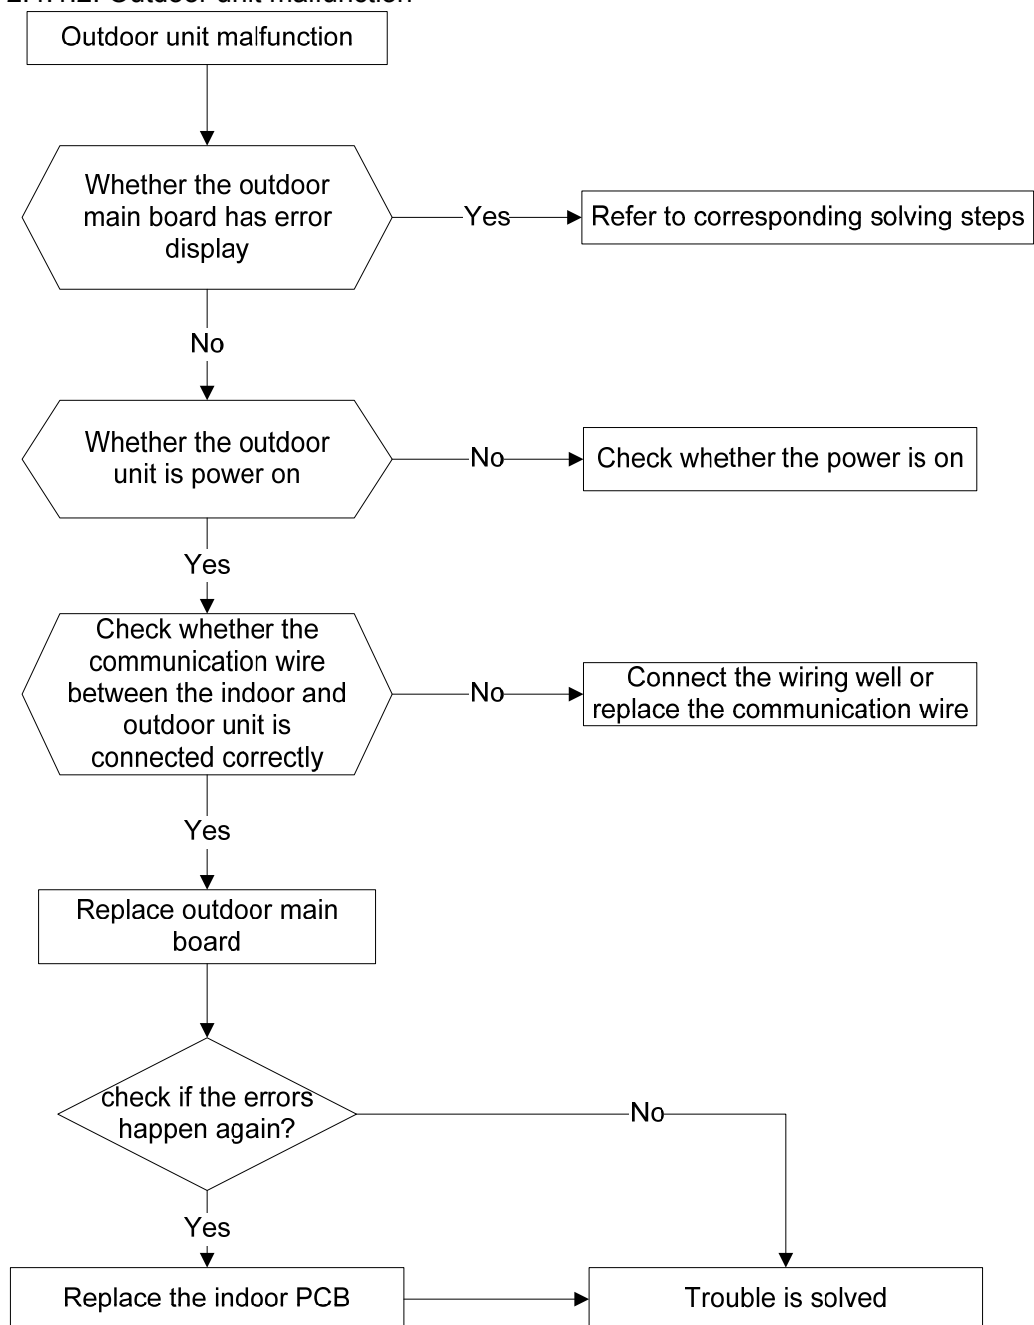 Outdoor unit malfunction
Outdoor unit malfunction
Whether the outdoor
main board has error
display
Yes
Refer to corresponding solving steps
No
Whether the outdoor
unit is power on
No
Check whether the power is on
Yes
Check whether the
communication wire
between the indoor and
outdoor unit is
connected correctly
No
Connect the wiring well or
replace the communication wire
Yes
Replace outdoor main
board
check if the errors
happen again?
No
Yes
Replace the indoor PCB
Trouble is solved